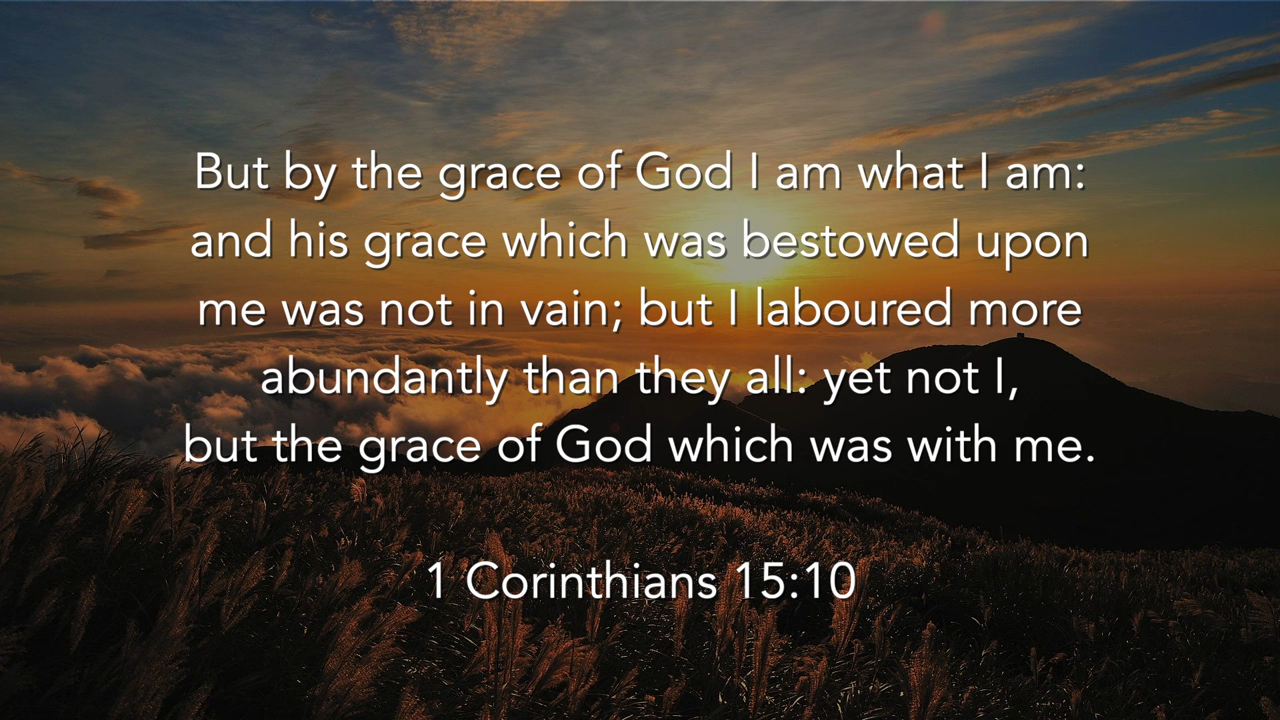 But by the grace of God I am what I am:
and his grace which was bestowed upon
me was not in vain; but I laboured more
abundantly than they all: yet not I,
but the grace of God which was with me.
1 Corinthians 15:10